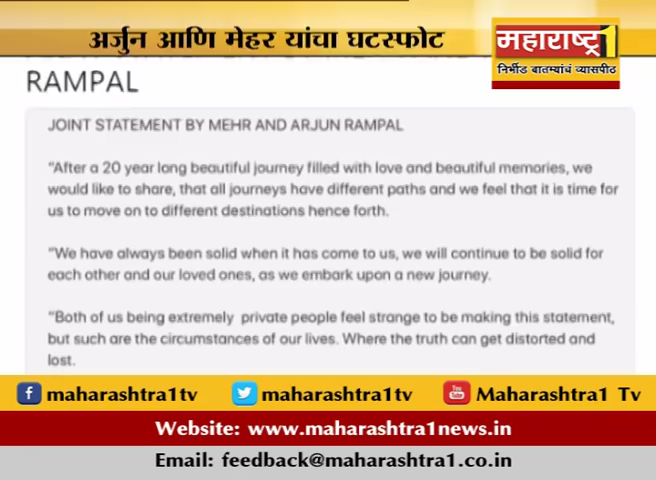 अर्जुन आणि मेहर यांचा घटस्फोट
महाराष्ट्र1
निर्भीड बातम्यांचं व्यासपीठ
RAMPAL
JOINT STATEMENT BY MEHR AND ARJUN RAMPAL
"After a 20 year long beautiful journey filled with love and beautiful memories, we
would like to share, that all journeys have different paths and we feel that it is time for
us to move on to different destinations hence forth.
"We have always been solid when it has come to us, we will continue to be solid for
each other and our loved ones, as we embark upon a new journey.
"Both of us being extremely private people feel strange to be making this statement,
but such are the circumstances of our lives. Where the truth can get distorted and
lost.
f maharashtra1tv maharashtra1tv You Tube Maharashtra1 Tv
Website: www.maharashtra1news.in
Email: feedback@maharashtra1.co.in